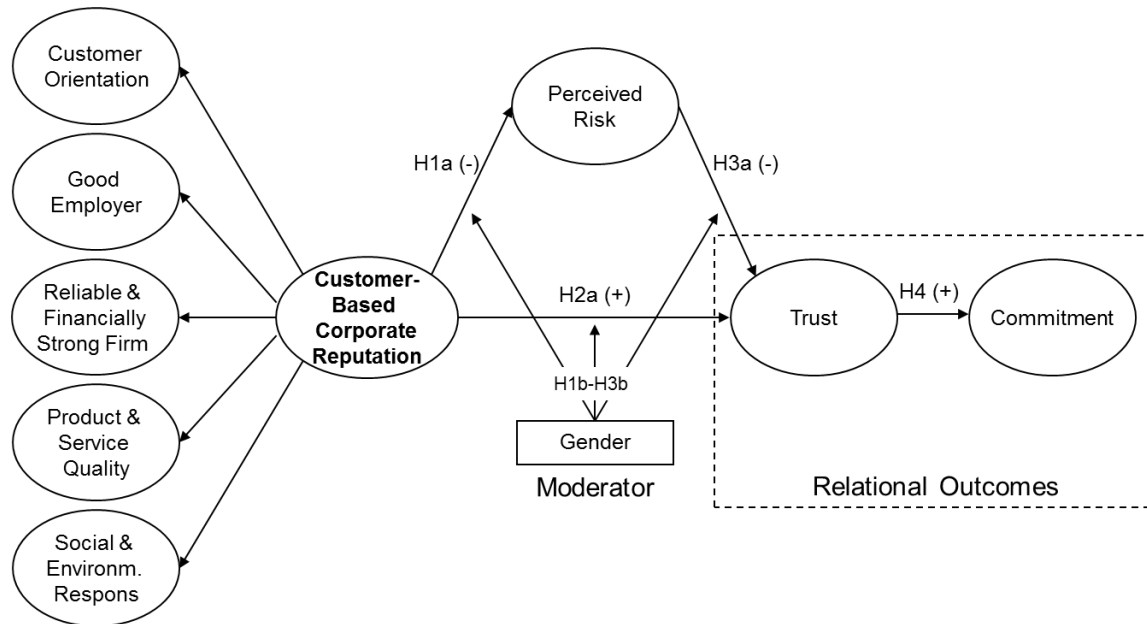 Customer
Orientation
Good
Employer
Reliable &
Financially
Strong Firm
Product &
Service
Quality
Social &
Environm.
Respons
Customer-
Based
Corporate
Reputation
H1a (-)
Perceived
Risk
H3a (-)
H2a (+)
H1b-H3b
Gender
Moderator
Trust
H4 (+)
Commitment
Relational Outcomes